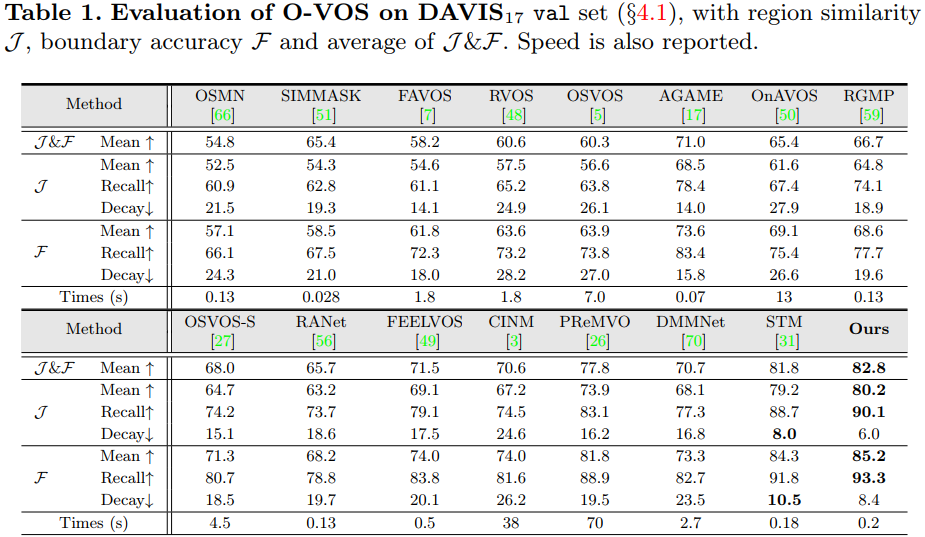 Table 1. Evaluation of O-VOS on DAVIS17 val set (§4.1), with region similarity
𝒥, boundary accuracy ℱ and average of 𝒥&ℱ. Speed is also reported.
Method OSMN SIMMASK FAVOS RVOS OSVOS AGAME OnAVOS RGMP
[66] [51] [7] [48] [5] [17] [50] [59]
𝒥&ℱ Mean ↑ 54.8 65.4 58.2 60.6 60.3 71.0 65.4 66.7
Mean ↑ 52.5 54.3 54.6 57.5 56.6 68.5 61.6 64.8
𝒥 Recall↑ 60.9 62.8 61.1 65.2 63.8 78.4 67.4 74.1
Decay↓ 21.5 19.3 14.1 24.9 26.1 14.0 27.9 18.9
Mean ↑ 57.1 58.5 61.8 63.6 63.9 73.6 69.1 68.6
ℱ Recall↑ 66.1 67.5 72.3 73.2 73.8 83.4 75.4 77.7
Decay↓ 24.3 21.0 18.0 28.2 27.0 15.8 26.6 19.6
Times (s) 0.13 0.028 1.8 1.8 7.0 0.07 13 0.13
Method OSVOS-S RANet FEELVOS CINM PReMVO DMMNet STM Ours
[27] [56] [49] [3] [26] [70] [31]
𝒥&ℱ Mean ↑ 68.0 65.7 71.5 70.6 77.8 70.7 81.8 82.8
Mean ↑ 64.7 63.2 69.1 67.2 73.9 68.1 79.2 80.2
𝒥 Recall↑ 74.2 73.7 79.1 74.5 83.1 77.3 88.7 90.1
Decay↓ 15.1 18.6 17.5 24.6 16.2 16.8 8.0 6.0
Mean ↑ 71.3 68.2 74.0 74.0 81.8 73.3 84.3 85.2
ℱ Recall↑ 80.7 78.8 83.8 81.6 88.9 82.7 91.8 93.3
Decay↓ 18.5 19.7 20.1 26.2 19.5 23.5 10.5 8.4
Times (s) 4.5 0.13 0.5 38 70 2.7 0.18 0.2